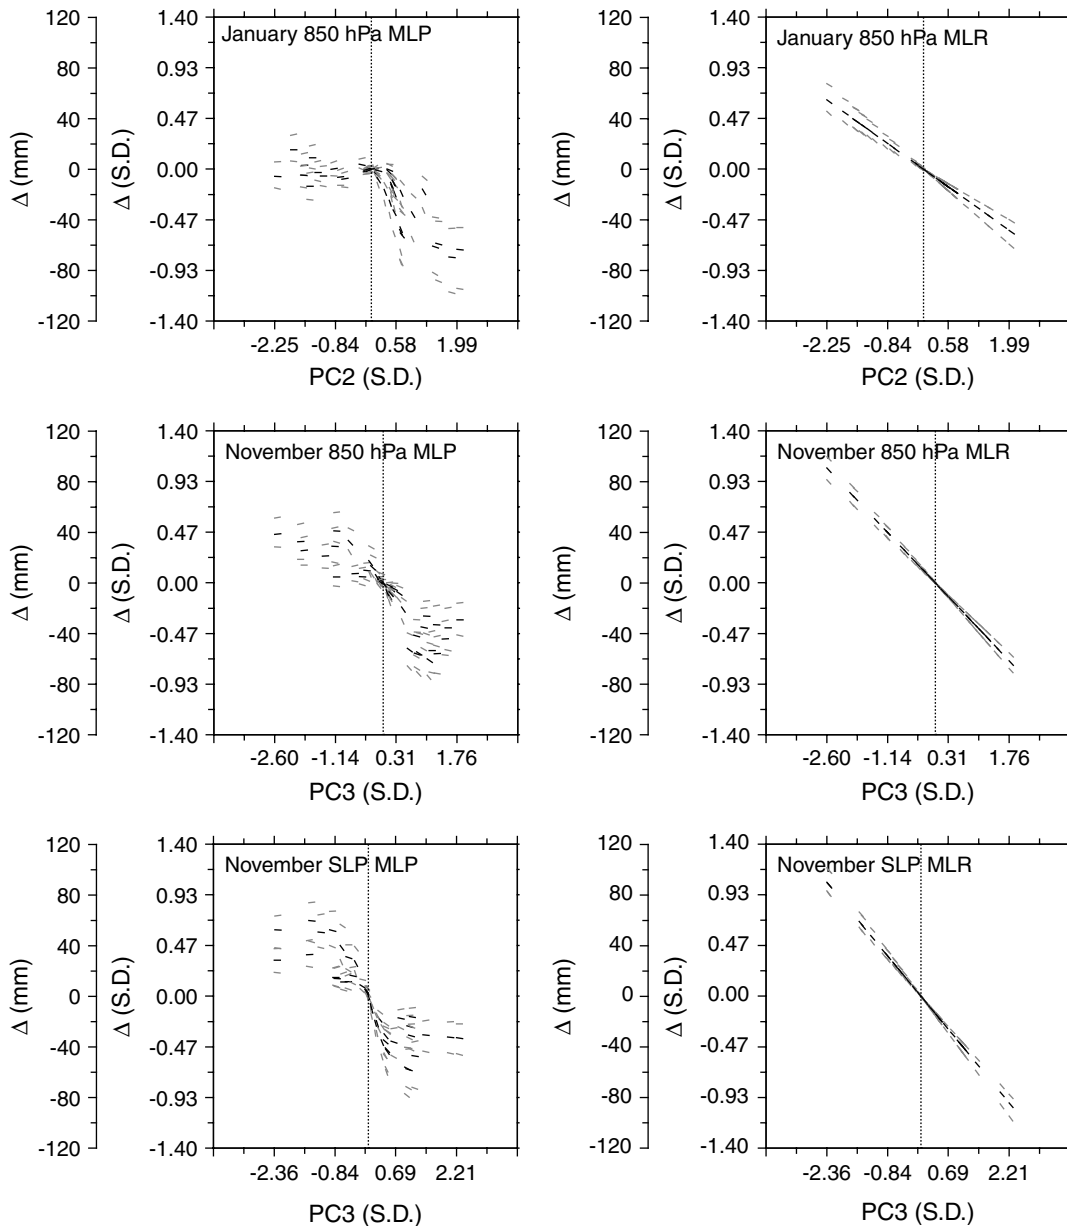 January 850 hPa MLP
120
80
40
0
-40
-80
-120
Δ (mm)
1.40
0.93
0.47
0.00
-0.47
-0.93
-1.40
Δ (S.D.)
-2.25 -0.84 0.58 1.99
PC2 (S.D.)
January 850 hPa MLR
120
80
40
0
-40
-80
-120
Δ (mm)
1.40
0.93
0.47
0.00
-0.47
-0.93
-1.40
Δ (S.D.)
-2.25 -0.84 0.58 1.99
PC2 (S.D.)
November 850 hPa MLP
120
80
40
0
-40
-80
-120
Δ (mm)
1.40
0.93
0.47
0.00
-0.47
-0.93
-1.40
Δ (S.D.)
-2.60 -1.14 0.31 1.76
PC3 (S.D.)
November 850 hPa MLR
120
80
40
0
-40
-80
-120
Δ (mm)
1.40
0.93
0.47
0.00
-0.47
-0.93
-1.40
Δ (S.D.)
-2.60 -1.14 0.31 1.76
PC3 (S.D.)
November SLP MLP
120
80
40
0
-40
-80
-120
Δ (mm)
1.40
0.93
0.47
0.00
-0.47
-0.93
-1.40
Δ (S.D.)
-2.36 -0.84 0.69 2.21
PC3 (S.D.)
November SLP MLR
120
80
40
0
-40
-80
-120
Δ (mm)
1.40
0.93
0.47
0.00
-0.47
-0.93
-1.40
Δ (S.D.)
-2.36 -0.84 0.69 2.21
PC3 (S.D.)